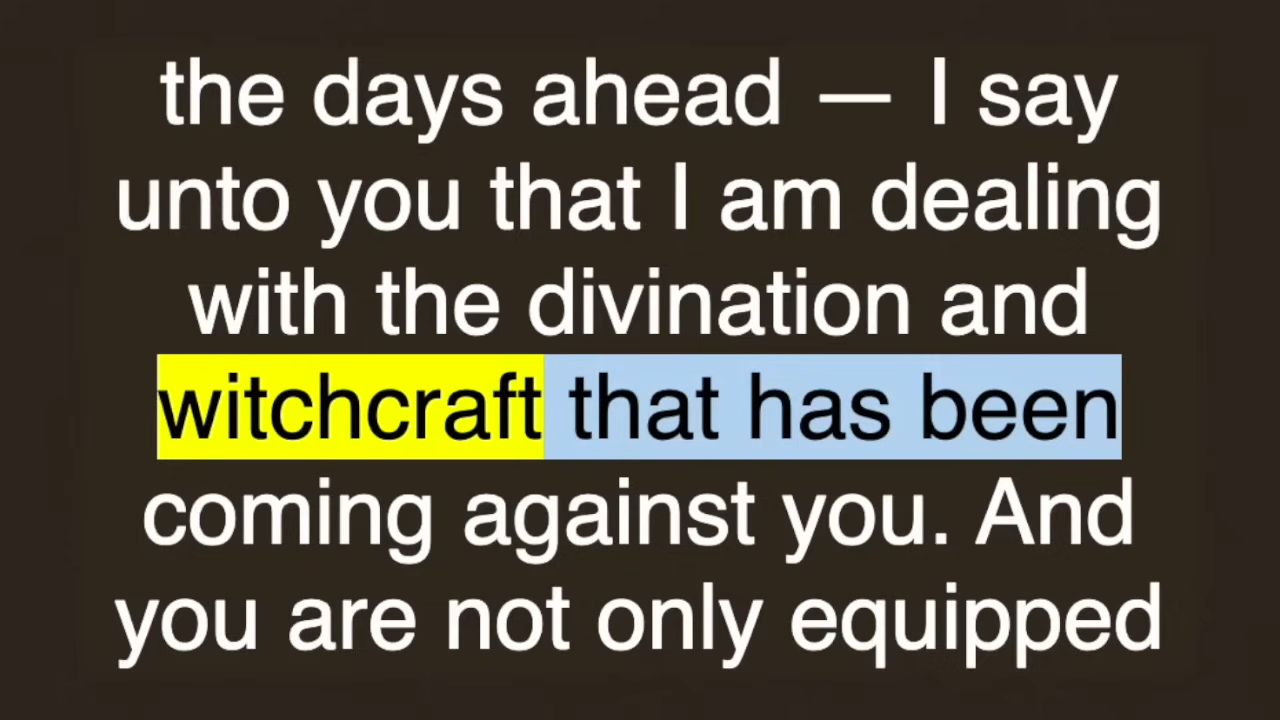 the days ahead — I say
unto you that I am dealing
with the divination and
witchcraft that has been
coming against you. And
you are not only equipped